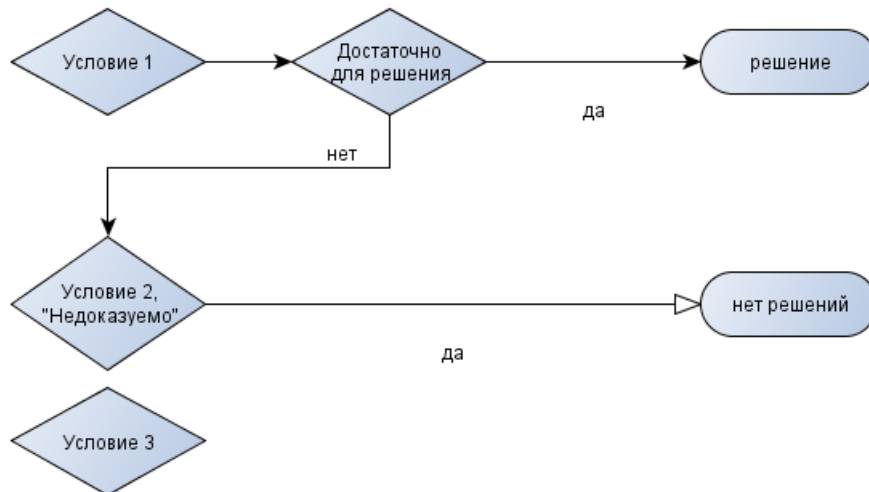 Условие 1
Достаточно
для решения
решение
да
нет
Условие 2,
"Недоказуемо"
нет решений
да
Условие 3